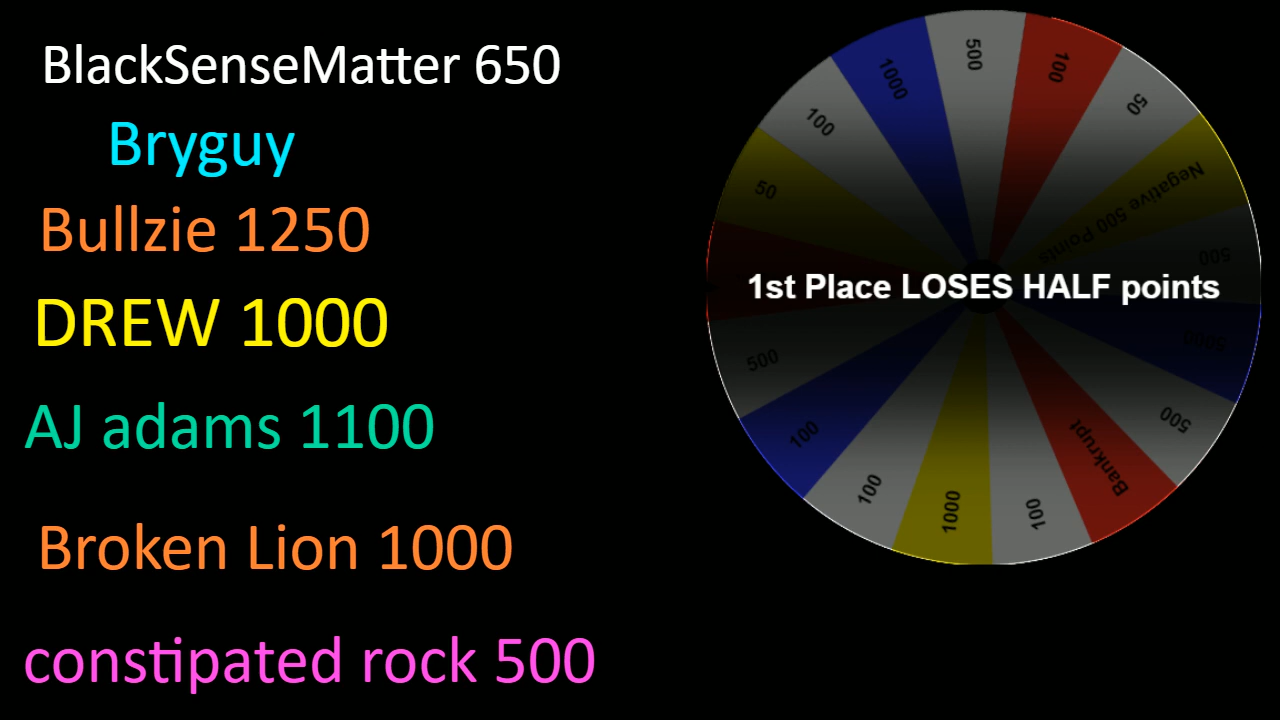 BlackSenseMatter 650
Bryguy
Bullzie 1250
DREW 1000
AJ adams 1100
Broken Lion 1000
constipated rock 500
500
100
50
Negative 500 Points
500
5000
500
Bankrupt
100
1000
100
100
500
1st Place LOSES HALF points
50
100
1000